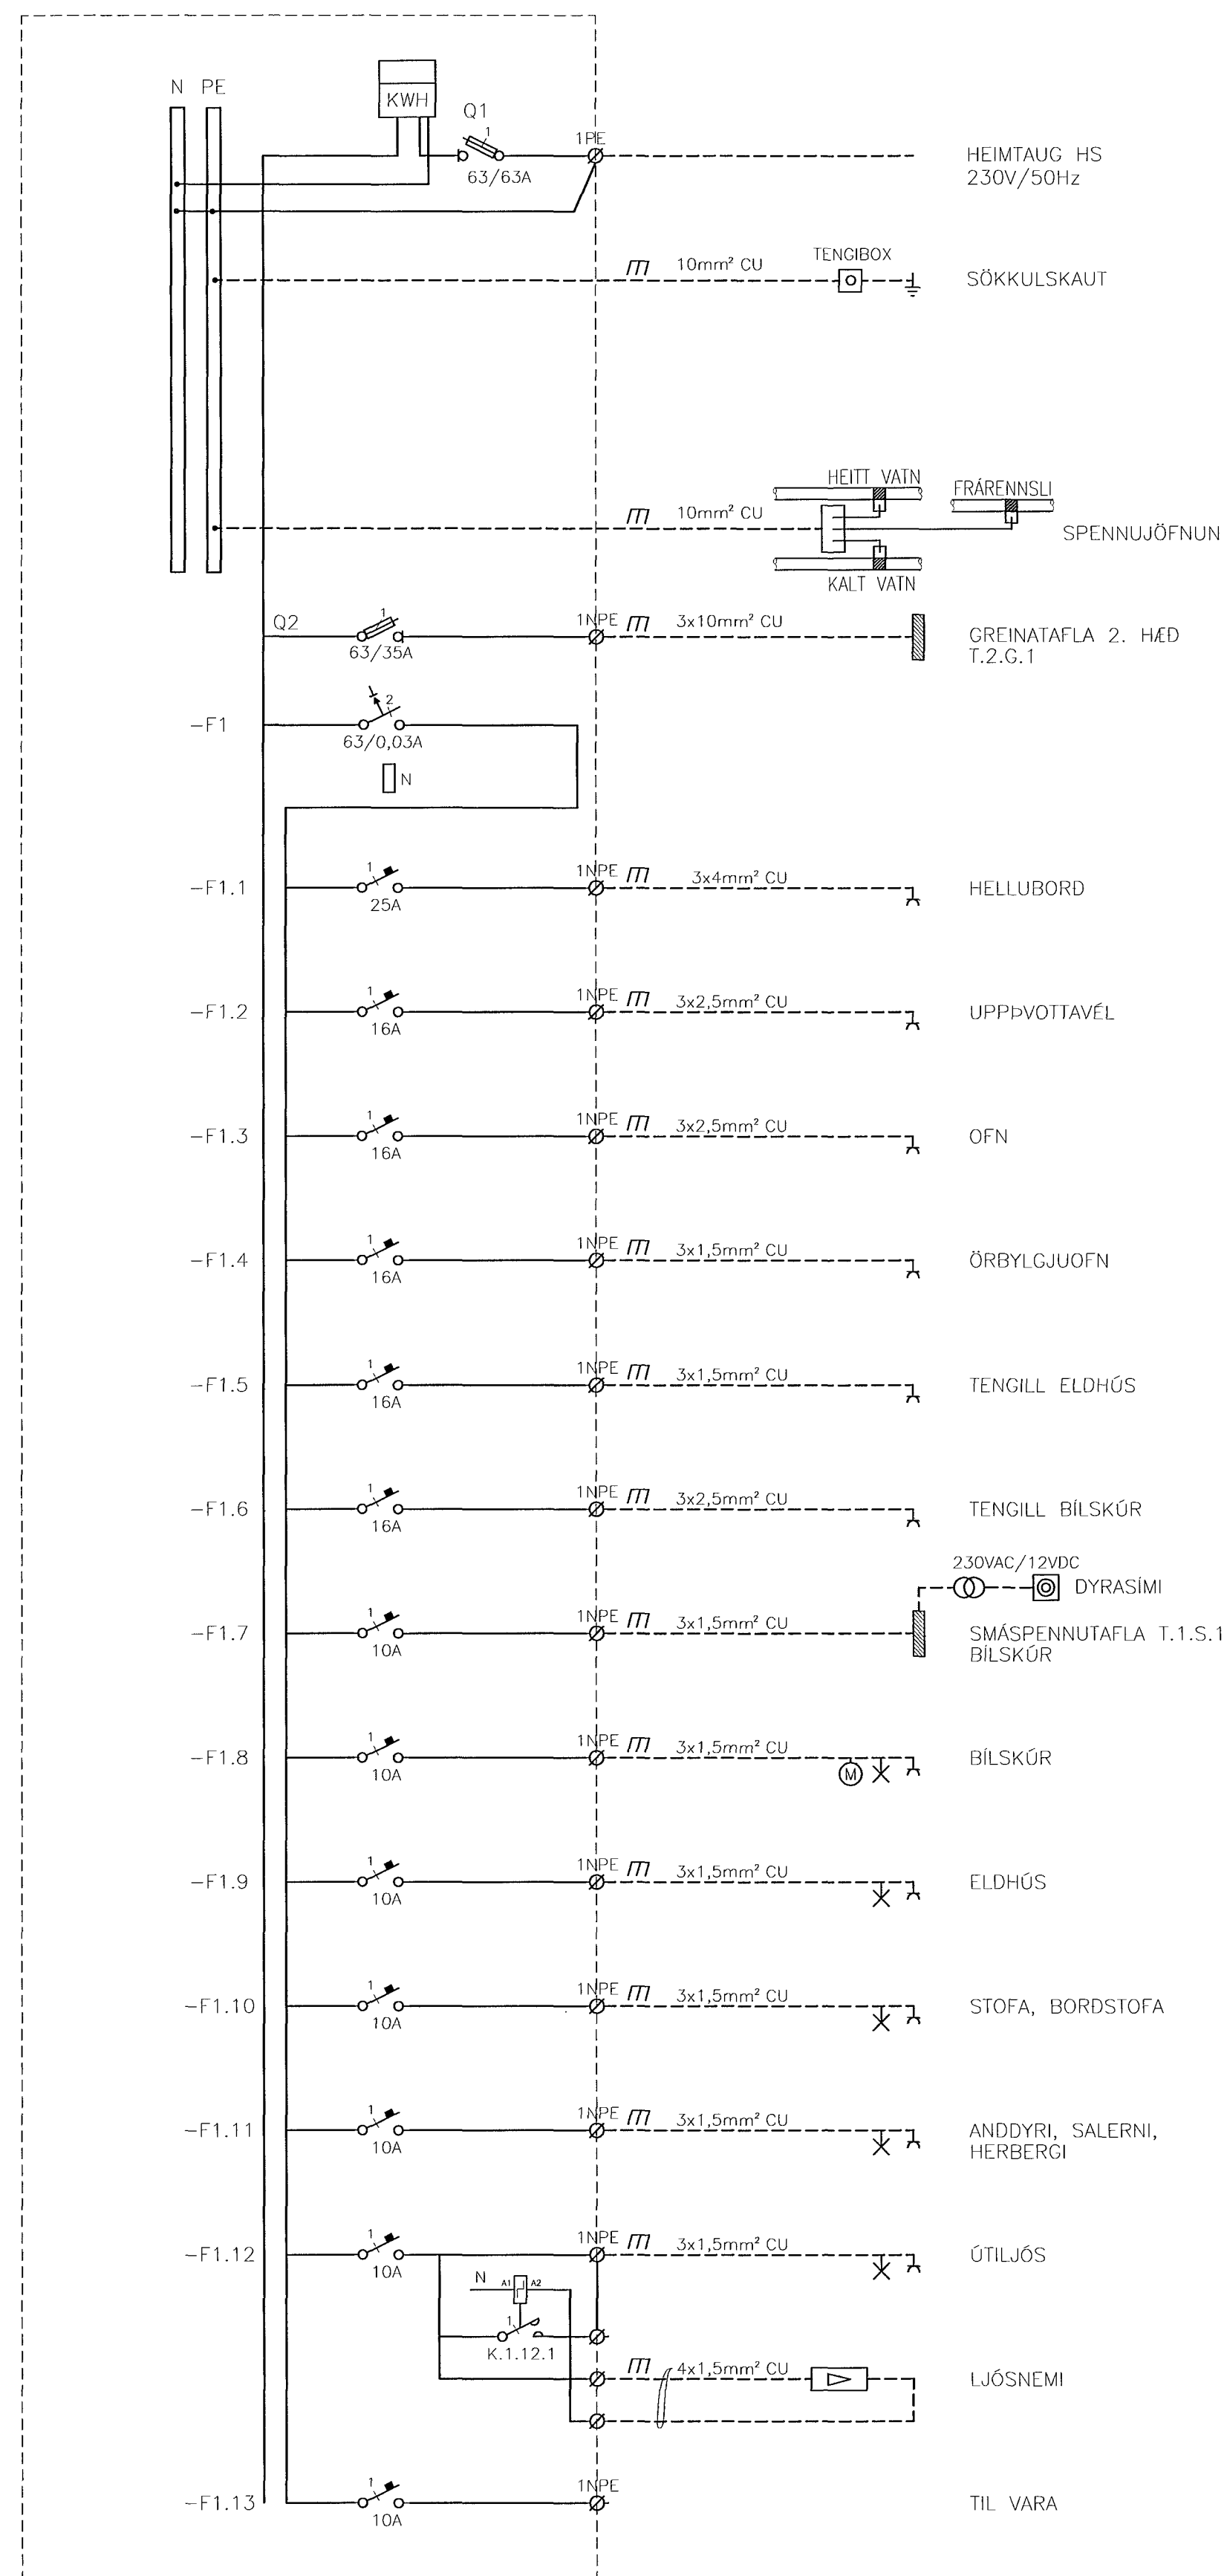 N PE
KWH
Q1
1
63/63A
1PE
HEIMTAUG HS
230V/50Hz
10mm² CU
TENGIBOX
SÖKKULSKAUT
HEITT VATN
FRÁRENNSLI
10mm² CU
SPENNUJÖFNUN
KALT VATN
Q2
1
63/35A
1NPE
3x10mm² CU
GREINATAFLA 2. HÆÐ
T.2.G.1
-F1
2
63/0,03A
N
-F1.1
1
25A
1NPE
3x4mm² CU
HELLUBORÐ
-F1.2
1
16A
1NPE
3x2,5mm² CU
UPPÞVOTTAVÉL
-F1.3
1
16A
1NPE
3x2,5mm² CU
OFN
-F1.4
1
16A
1NPE
3x1,5mm² CU
ÖRBYLGJUOFN
-F1.5
1
16A
1NPE
3x1,5mm² CU
TENGILL ELDHÚS
-F1.6
1
16A
1NPE
3x2,5mm² CU
TENGILL BÍLSKÚR
230VAC/12VDC
DYRASÍMI
-F1.7
1
10A
1NPE
3x1,5mm² CU
SMÁSPENNUTAFLA T.1.S.1
BÍLSKÚR
-F1.8
1
10A
1NPE
3x1,5mm² CU
M
BÍLSKÚR
-F1.9
1
10A
1NPE
3x1,5mm² CU
ELDHÚS
-F1.10
1
10A
1NPE
3x1,5mm² CU
STOFA, BORÐSTOFA
-F1.11
1
10A
1NPE
3x1,5mm² CU
ANDDYRI, SALERNI,
HERBERGI
-F1.12
1
10A
1NPE
3x1,5mm² CU
ÚTILJÓS
N
A1 A2
1
K.1.12.1
4x1,5mm² CU
LJÓSNEMI
-F1.13
1
10A
1NPE
TIL VARA